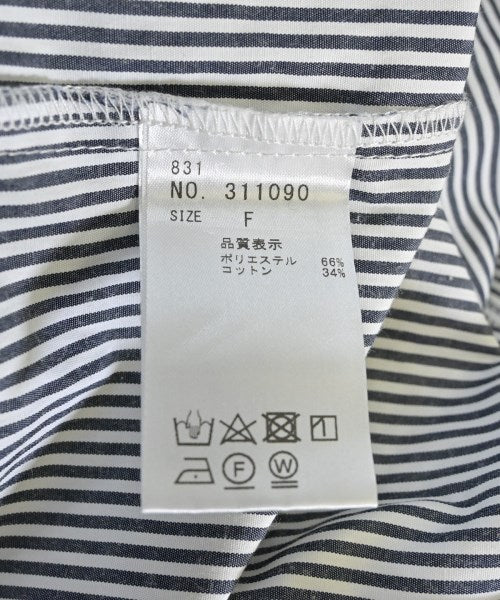 831
NO. 311090
SIZE F
品質表示
ポリエステル 66%
コットン 34%
F W